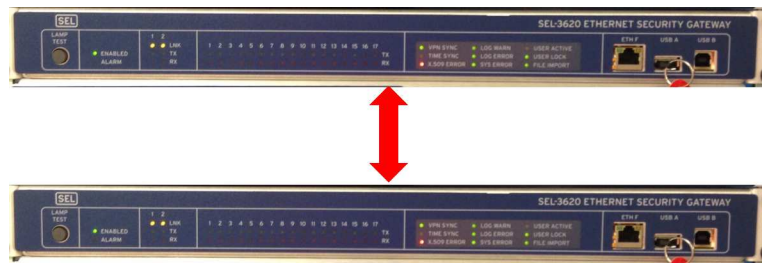 SEL
SEL-3620 ETHERNET SECURITY GATEWAY
LAMP TEST
ENABLED
ALARM
1 2
LNK
TX
RX
1 2 3 4 5 6 7 8 9 10 11 12 13 14 15 16 17
TX
RX
VPN SYNC LOG WARN USER ACTIVE
TIME SYNC LOG ERROR USER LOCK
X.509 ERROR SYS ERROR FILE IMPORT
ETH F USB A USB B
SEL
SEL-3620 ETHERNET SECURITY GATEWAY
LAMP TEST
ENABLED
ALARM
1 2
LNK
TX
RX
1 2 3 4 5 6 7 8 9 10 11 12 13 14 15 16 17
TX
RX
VPN SYNC LOG WARN USER ACTIVE
TIME SYNC LOG ERROR USER LOCK
X.509 ERROR SYS ERROR FILE IMPORT
ETH F USB A USB B